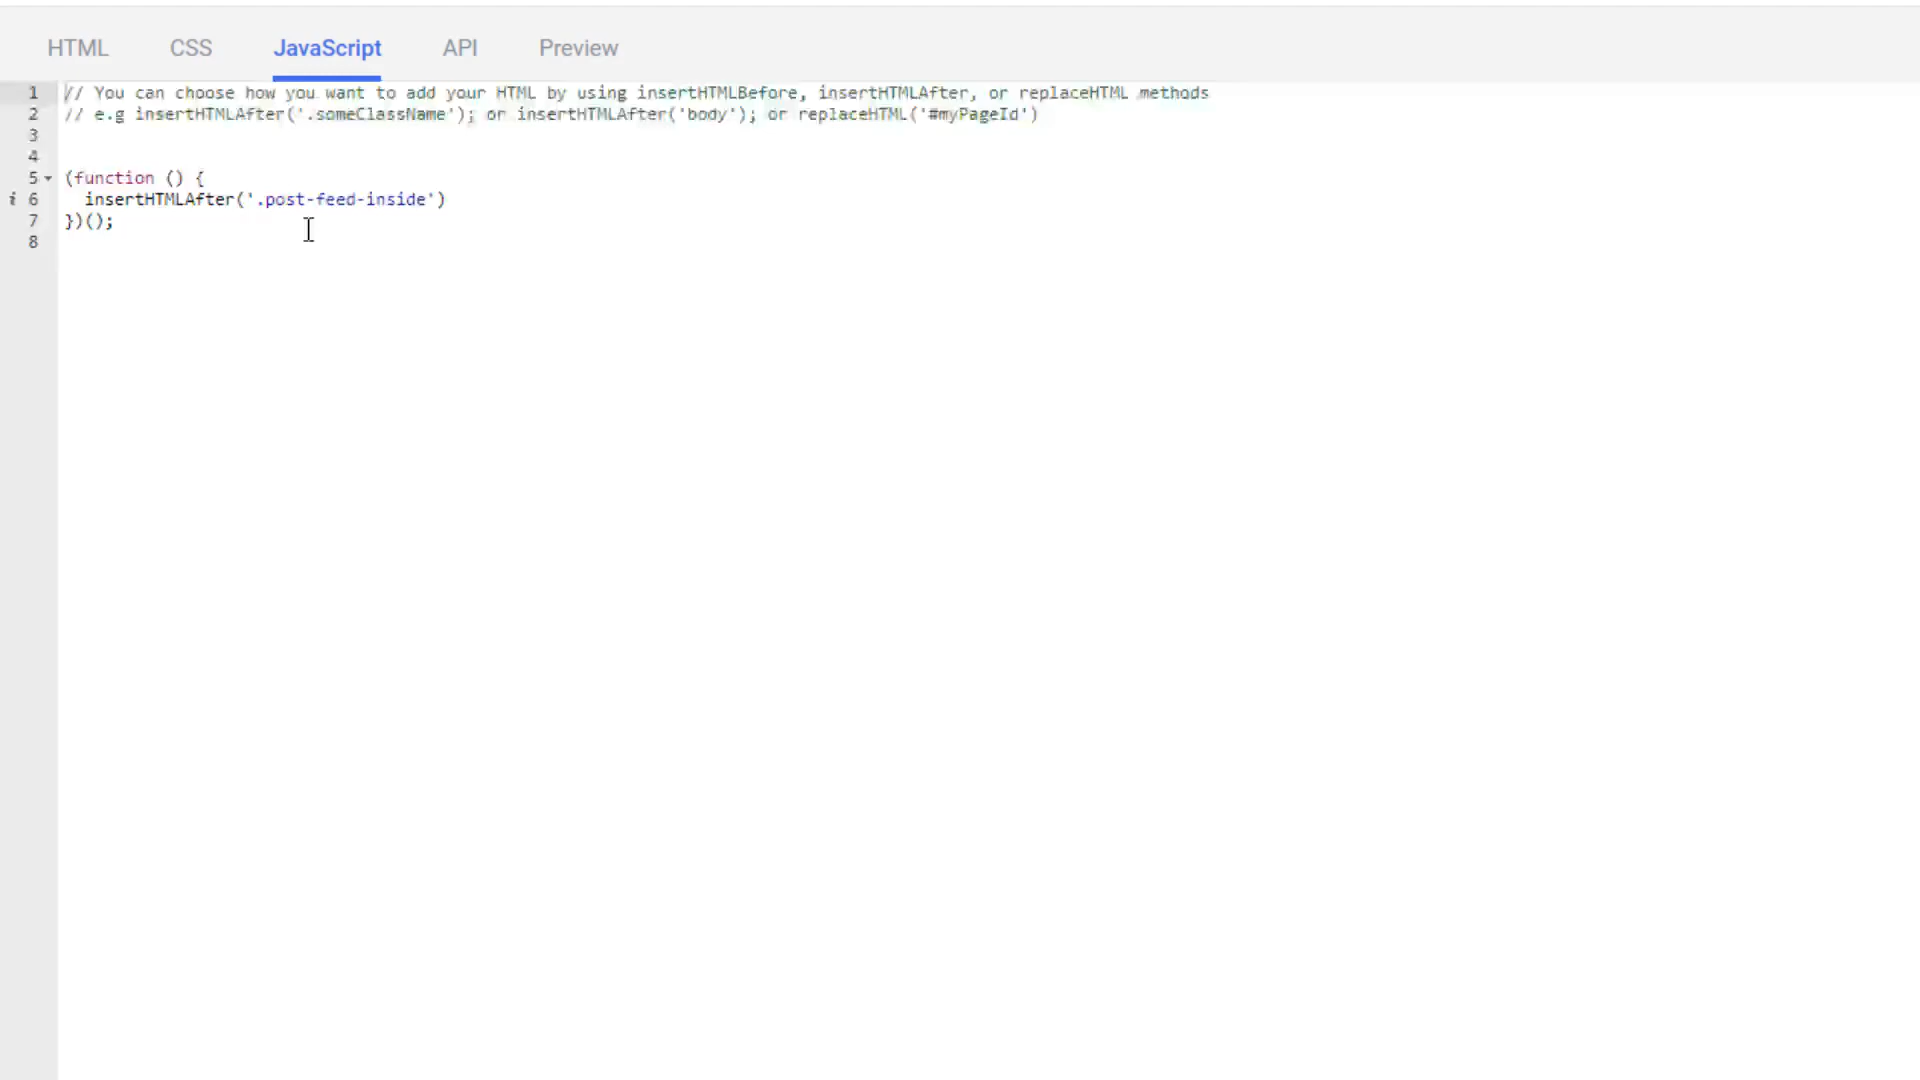 HTML CSS JavaScript API Preview
1 // You can choose how you want to add your HTML by using insertHTMLBefore, insertHTMLAfter, or replaceHTML methods
2 // e.g insertHTMLAfter('.someClassName'); or insertHTMLAfter('body'); or replaceHTML('#myPageId')
3
4
5 (function () {
i 6 insertHTMLAfter('.post-feed-inside')
7 })();
8